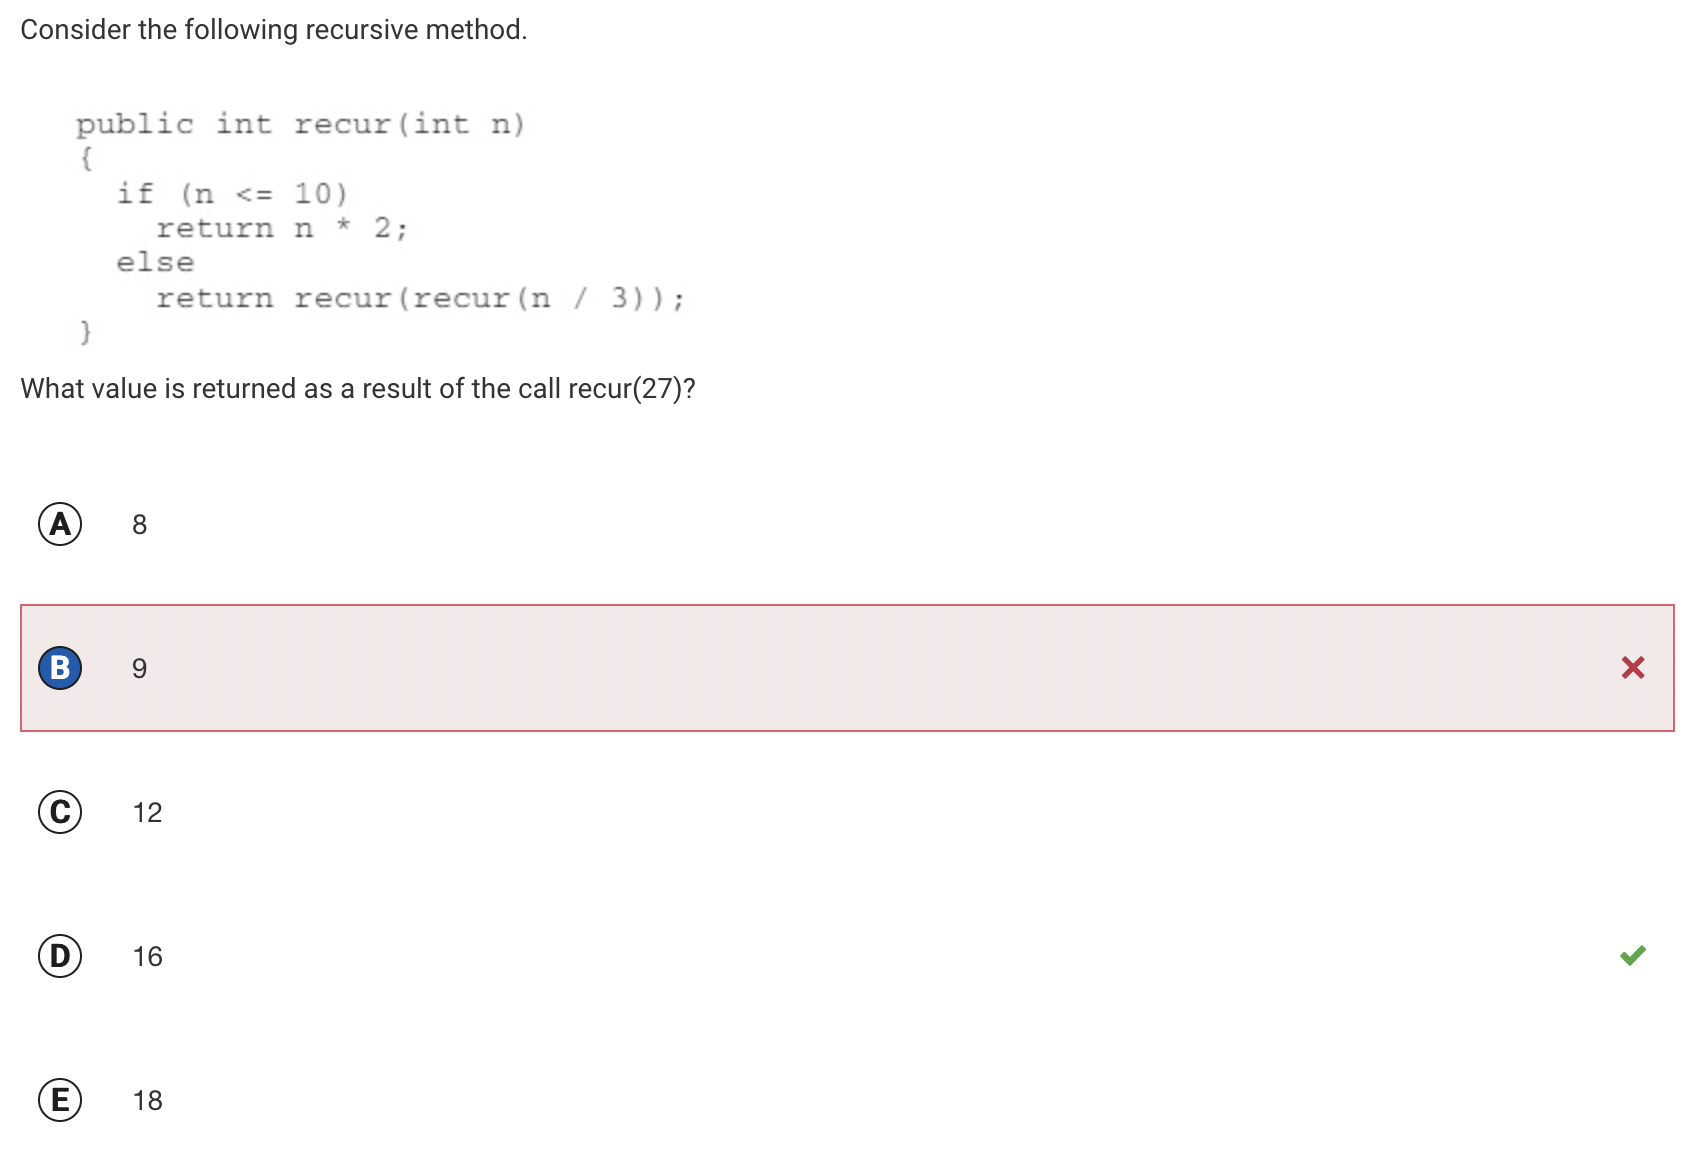 Consider the following recursive method.
public int recur(int n)
{
  if (n <= 10)
    return n * 2;
  else
    return recur(recur(n / 3));
}
What value is returned as a result of the call recur(27)?
A 8
B 9
C 12
D 16
E 18